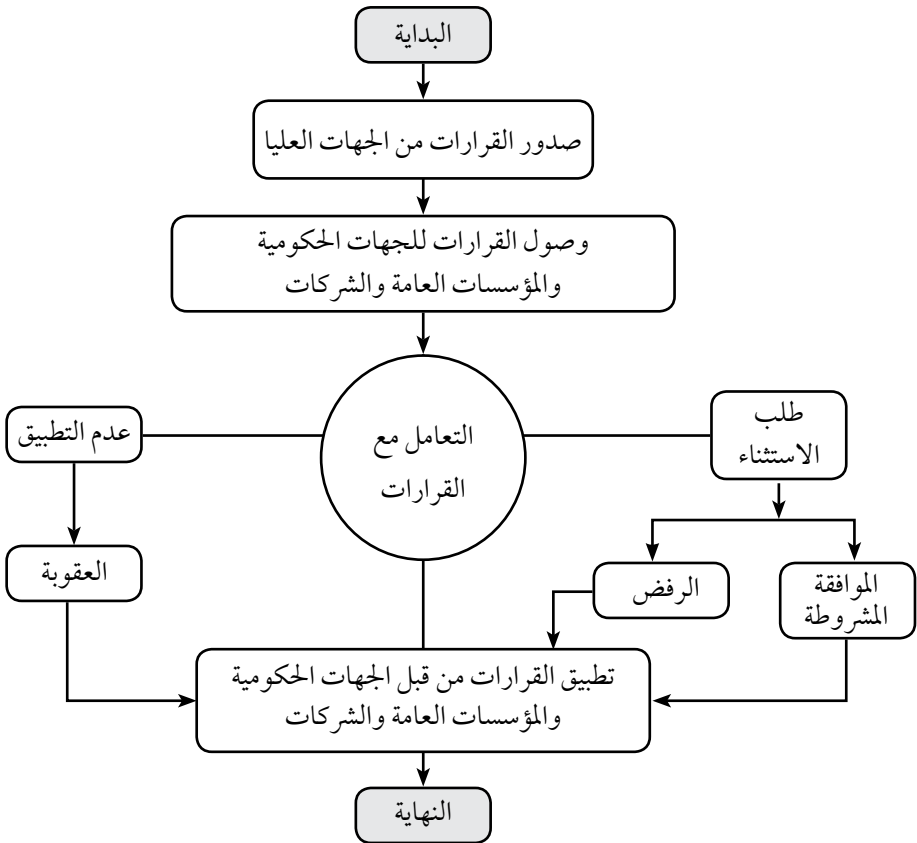 البداية
صدور القرارات من الجهات العليا
وصول القرارات للجهات الحكومية
والمؤسسات العامة والشركات
طلب
الاستثناء
التعامل مع
القرارات
عدم التطبيق
الموافقة
المشروطة
الرفض
العقوبة
تطبيق القرارات من قبل الجهات الحكومية
والمؤسسات العامة والشركات
النهاية